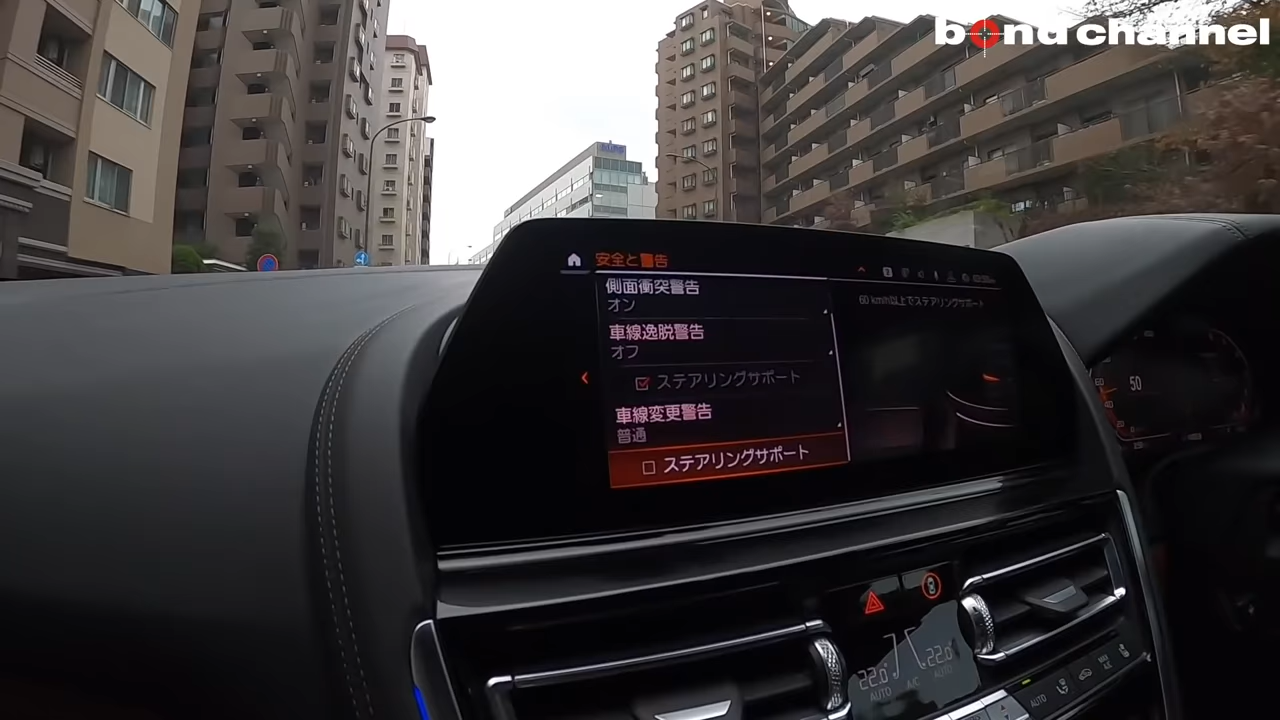 bond channel
安全と警告
側面衝突警告
オン
60 km/h以上でステアリングサポート
車線逸脱警告
オフ
ステアリングサポート
車線変更警告
普通
ステアリングサポート
50
22.0
AUTO
A/C
22.0
AUTO
AUTO
MAX
A/C